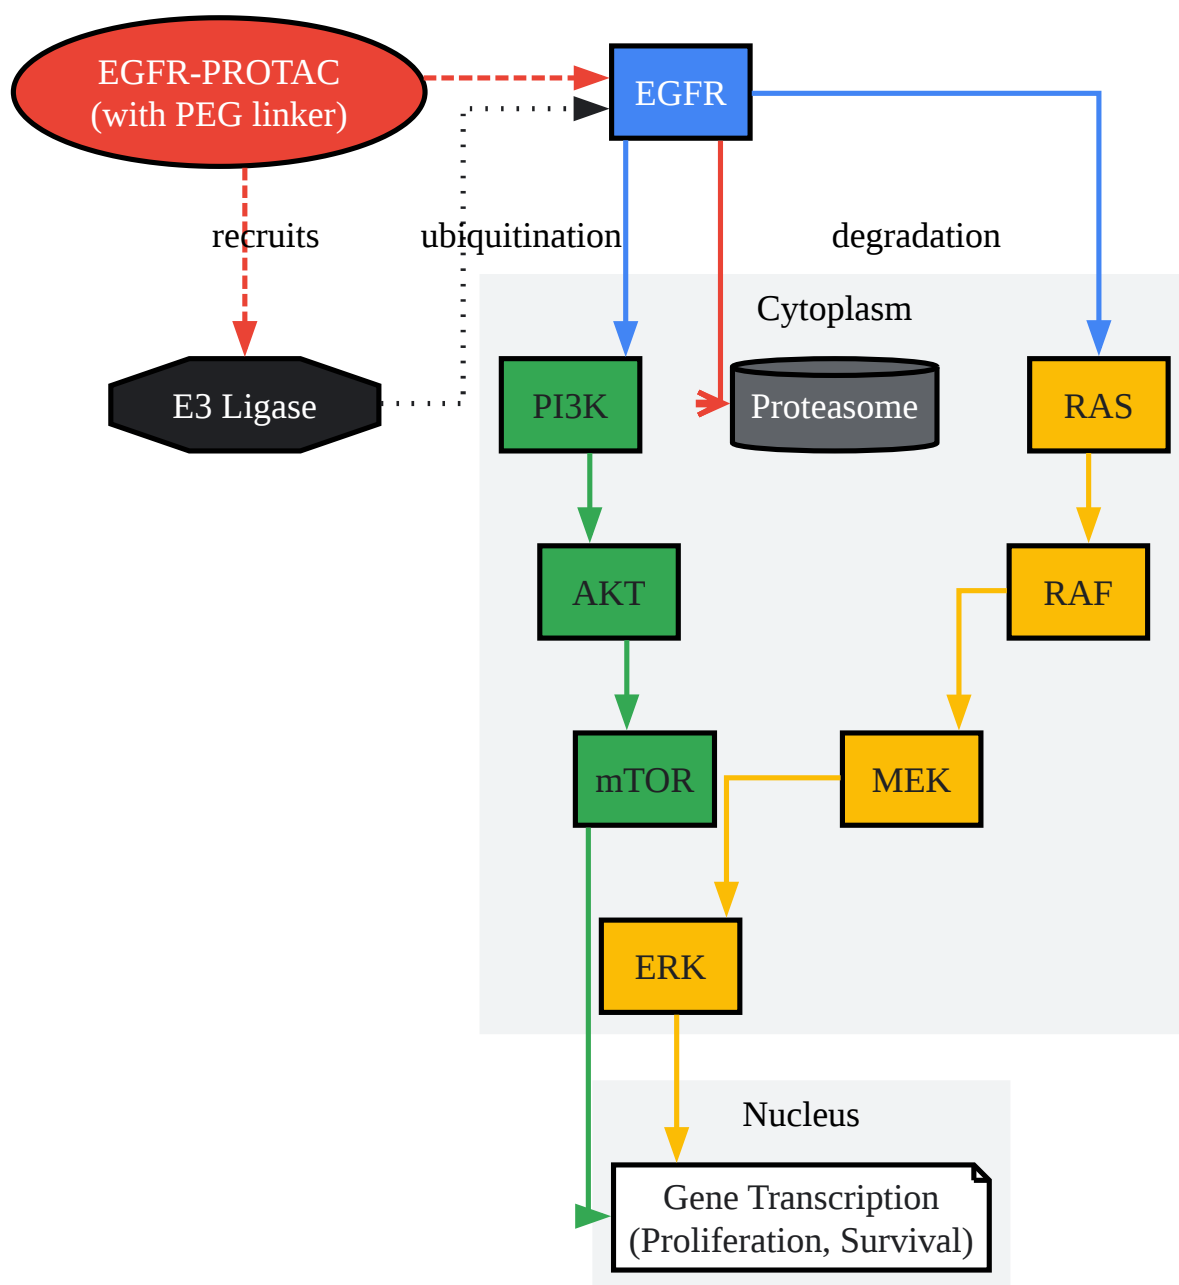 EGFR-PROTAC
(with PEG linker)
EGFR
recruits
ubiquitination
degradation
Cytoplasm
E3 Ligase
PI3K
Proteasome
RAS
AKT
RAF
mTOR
MEK
ERK
Nucleus
Gene Transcription
(Proliferation, Survival)